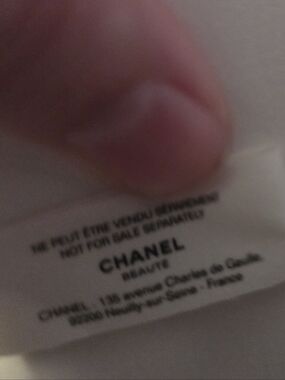 NE PEUT ÊTRE VENDU SÉPARÉMENT
NOT FOR SALE SEPARATELY
CHANEL
BEAUTÉ
CHANEL . 135 avenue Charles de Gaulle.
92200 Neuilly-sur-Seine - France